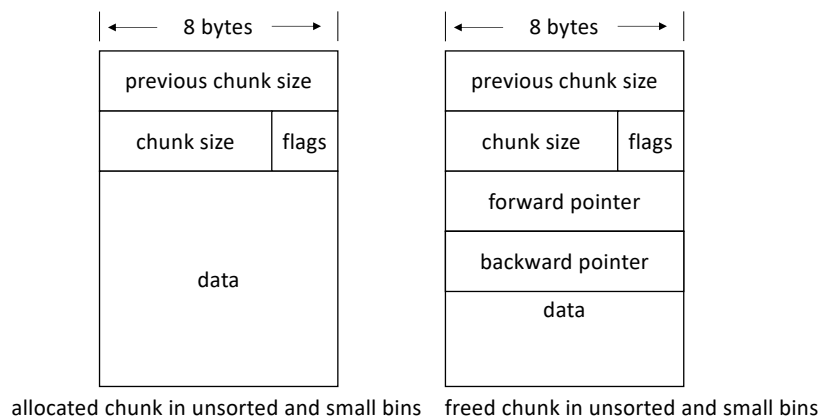 8 bytes
previous chunk size
chunk size flags
data
allocated chunk in unsorted and small bins
8 bytes
previous chunk size
chunk size flags
forward pointer
backward pointer
data
freed chunk in unsorted and small bins